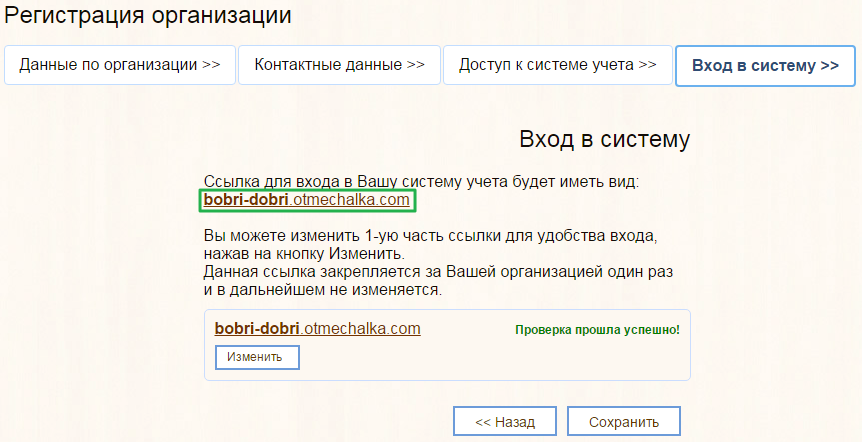 Регистрация организации
Данные по организации >> Контактные данные >> Доступ к системе учета >> Вход в систему >>
Вход в систему
Ссылка для входа в Вашу систему учета будет иметь вид:
bobri-dobri.otmechalka.com
Вы можете изменить 1-ую часть ссылки для удобства входа,
нажав на кнопку Изменить.
Данная ссылка закрепляется за Вашей организацией один раз
и в дальнейшем не изменяется.
bobri-dobri.otmechalka.com Проверка прошла успешно!
Изменить
<< Назад Сохранить